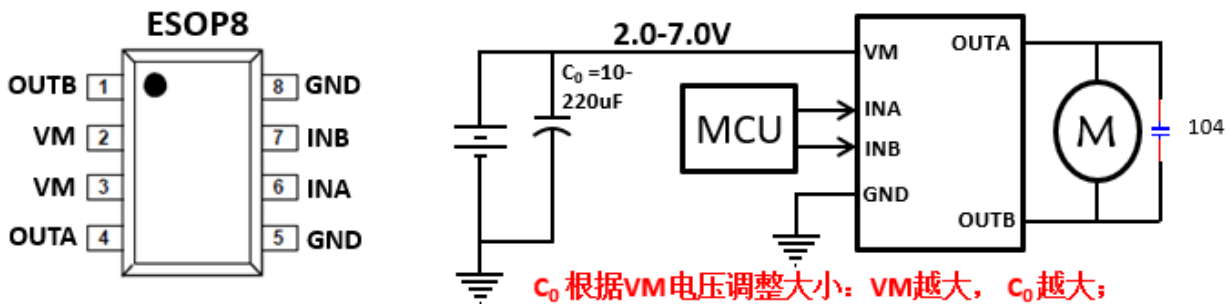 ESOP8
OUTB 1 8 GND
VM 2 7 INB
VM 3 6 INA
OUTA 4 5 GND
2.0-7.0V
C₀ =10-
220uF
MCU
VM OUTA
INA
INB
GND
OUTB
M
104
C₀ 根据VM电压调整大小：VM越大，C₀越大；